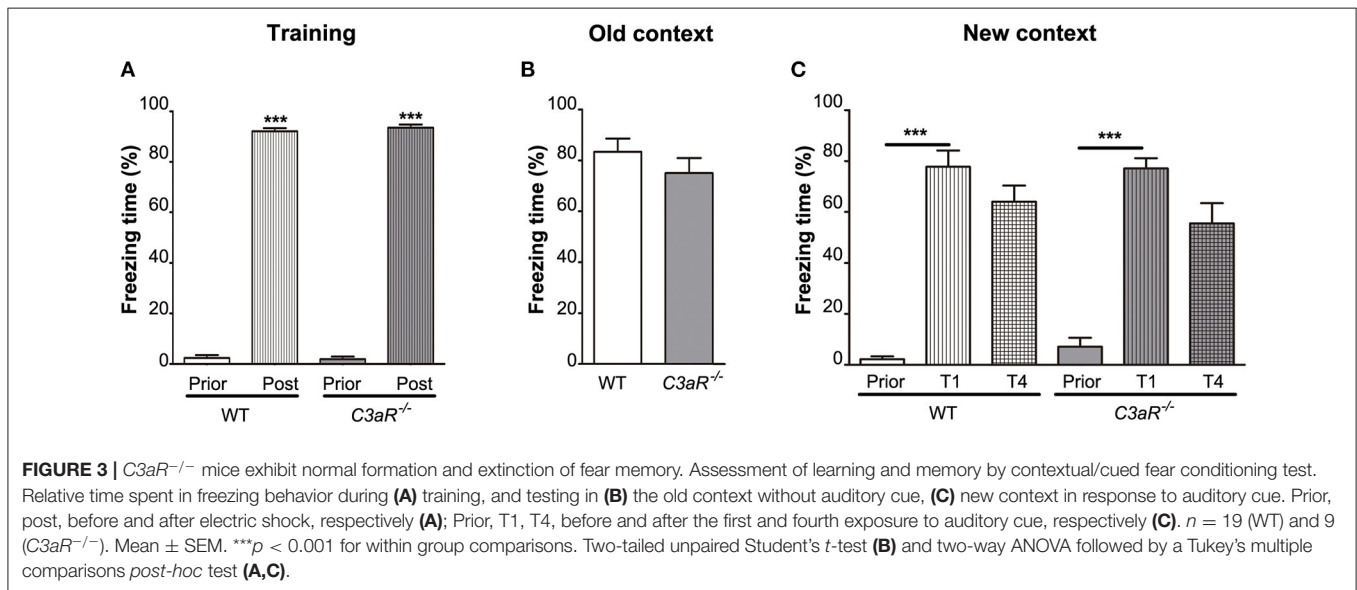 Training
Old context
New context
A
B
C
Freezing time (%)
100
80
60
40
20
0
***
***
Prior
Post
Prior
Post
WT
C3aR-/-
Freezing time (%)
100
80
60
40
20
0
WT
C3aR-/-
Freezing time (%)
100
80
60
40
20
0
***
***
Prior
T1
T4
Prior
T1
T4
WT
C3aR-/-
FIGURE 3 | C3aR−/− mice exhibit normal formation and extinction of fear memory. Assessment of learning and memory by contextual/cued fear conditioning test.
Relative time spent in freezing behavior during (A) training, and testing in (B) the old context without auditory cue, (C) new context in response to auditory cue. Prior,
post, before and after electric shock, respectively (A); Prior, T1, T4, before and after the first and fourth exposure to auditory cue, respectively (C). n = 19 (WT) and 9
(C3aR−/−). Mean ± SEM. ***p < 0.001 for within group comparisons. Two-tailed unpaired Student's t-test (B) and two-way ANOVA followed by a Tukey's multiple
comparisons post-hoc test (A,C).